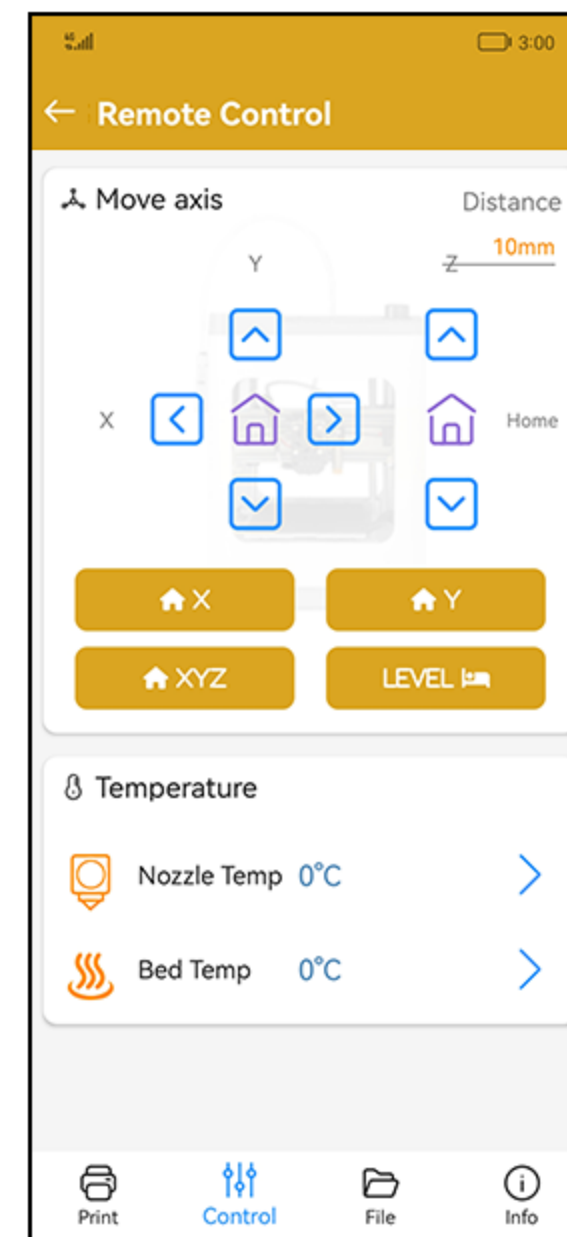 4G
3:00
Remote Control
Move axis
Distance
10mm
Y
Z
X
Home
X
Y
XYZ
LEVEL
Temperature
Nozzle Temp 0°C
Bed Temp 0°C
Print
Control
File
Info